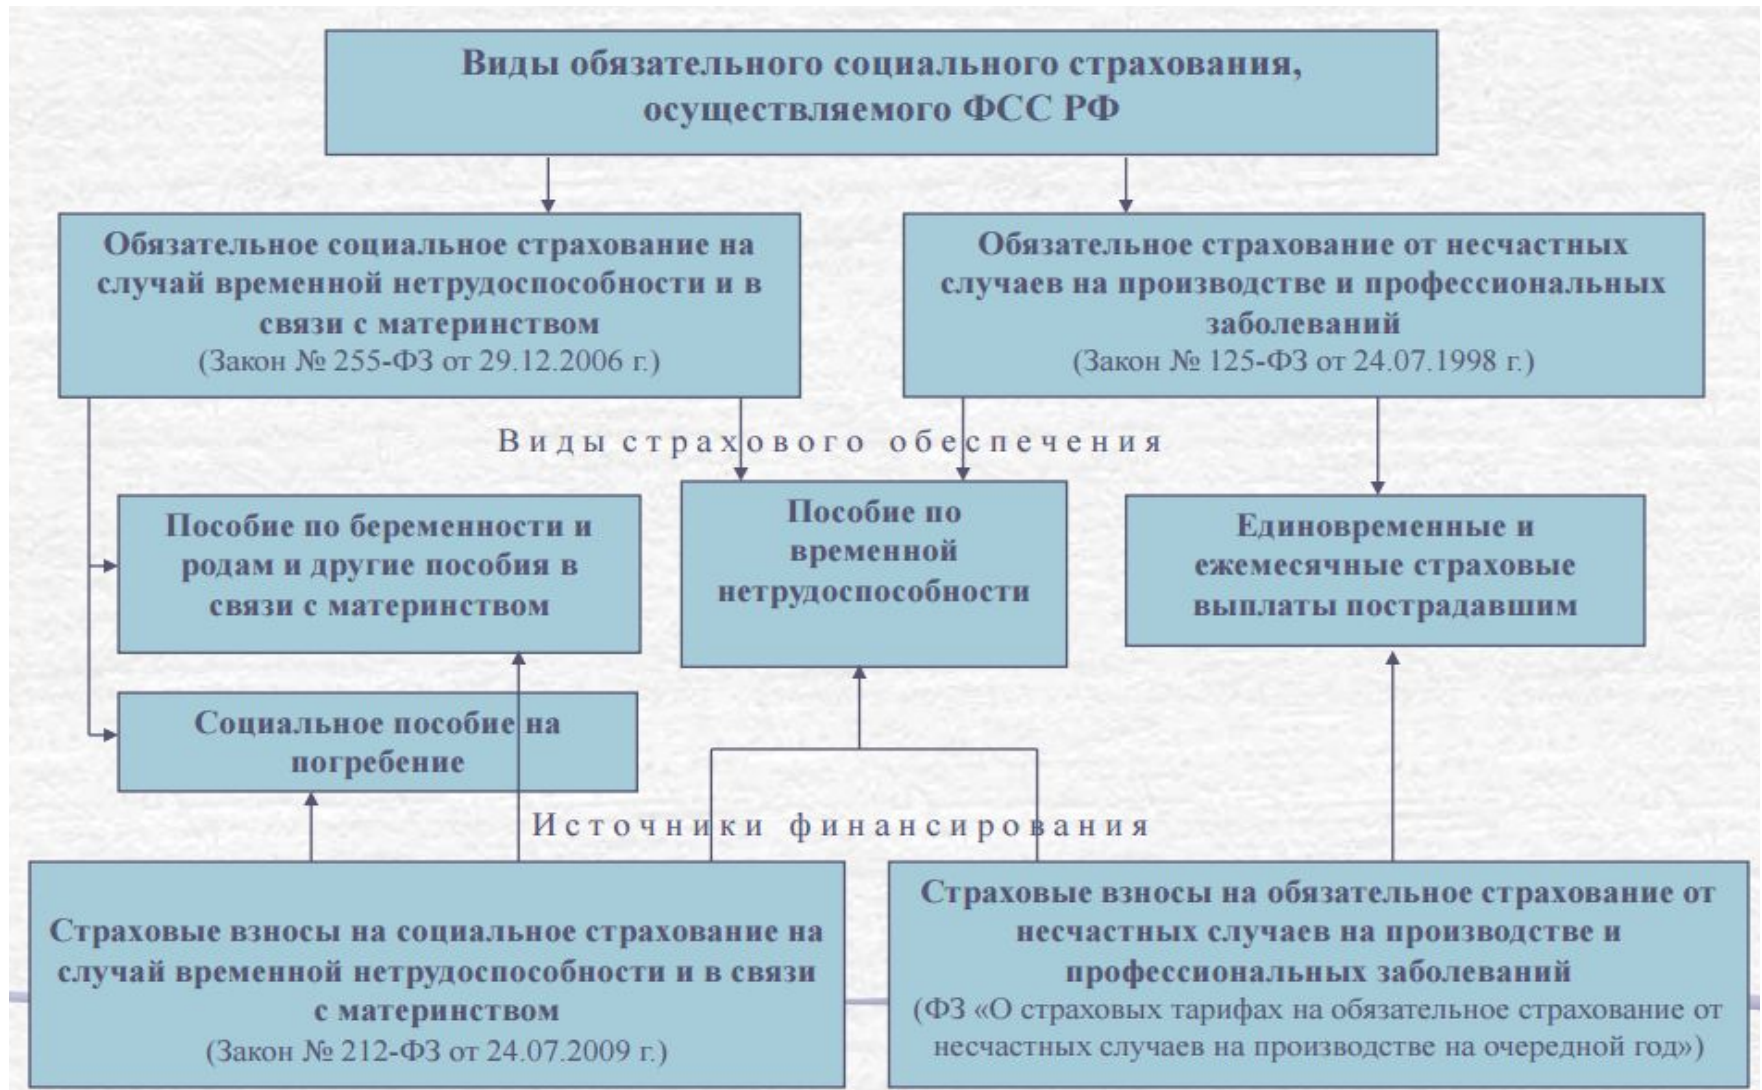 Виды обязательного социального страхования,
осуществляемого ФСС РФ
Обязательное социальное страхование на
случай временной нетрудоспособности и в
связи с материнством
(Закон № 255-ФЗ от 29.12.2006 г.)
Обязательное страхование от несчастных
случаев на производстве и профессиональных
заболеваний
(Закон № 125-ФЗ от 24.07.1998 г.)
Виды страхового обеспечения
Пособие по беременности и
родам и другие пособия в
связи с материнством
Пособие по
временной
нетрудоспособности
Единовременные и
ежемесячные страховые
выплаты пострадавшим
Социальное пособие на
погребение
Источники финансирования
Страховые взносы на социальное страхование на
случай временной нетрудоспособности и в связи
с материнством
(Закон № 212-ФЗ от 24.07.2009 г.)
Страховые взносы на обязательное страхование от
несчастных случаев на производстве и
профессиональных заболеваний
(ФЗ «О страховых тарифах на обязательное страхование от
несчастных случаев на производстве на очередной год»)